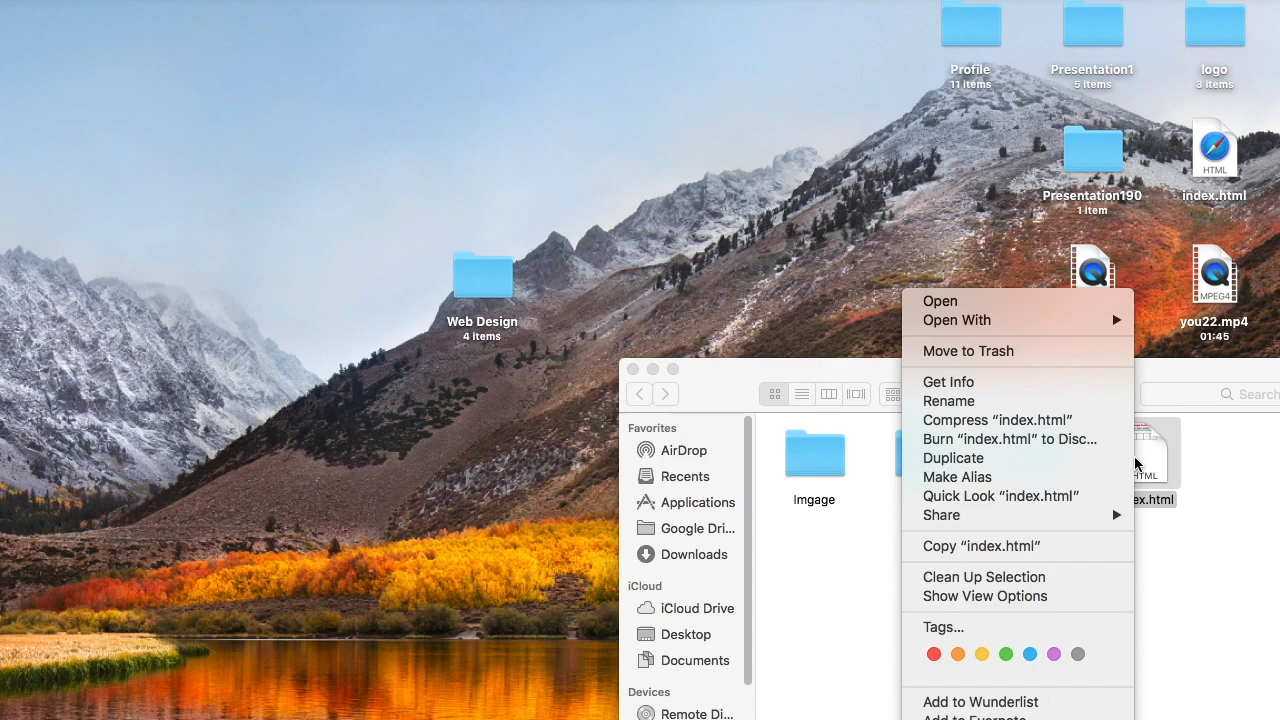 Profile
11 items
Presentation1
5 items
logo
3 items
Presentation190
1 item
HTML
index.html
Web Design
4 items
MPEG4
you22.mp4
01:45
Open
Open With
Move to Trash
Get Info
Rename
Compress “index.html”
Burn “index.html” to Disc...
Duplicate
Make Alias
Quick Look “index.html”
Share
Copy “index.html”
Clean Up Selection
Show View Options
Tags...
Add to Wunderlist
Add to Evernote
Search
Favorites
AirDrop
Recents
Applications
Google Dri...
Downloads
iCloud
iCloud Drive
Desktop
Documents
Devices
Remote Di...
Imgage
HTML
ex.html